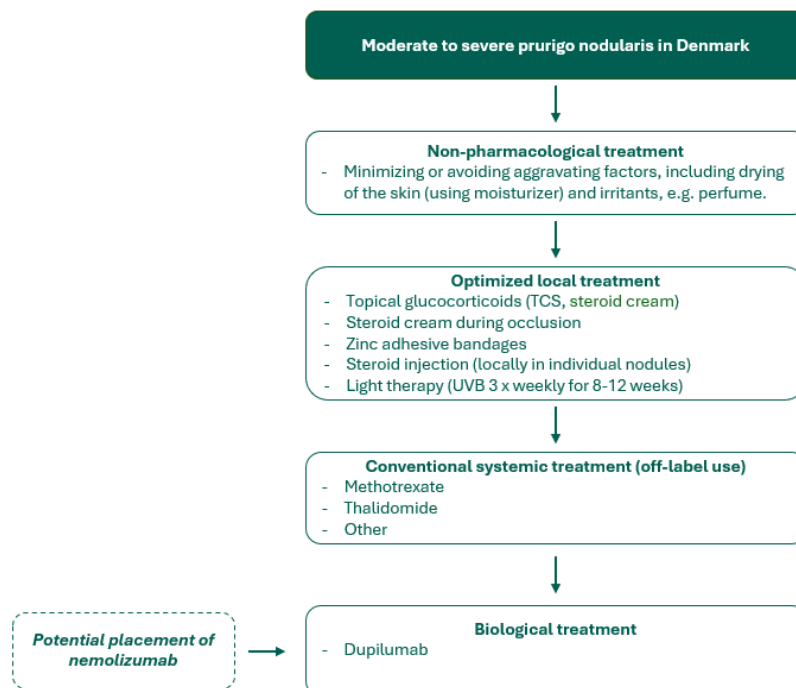 Moderate to severe prurigo nodularis in Denmark
Non-pharmacological treatment
- Minimizing or avoiding aggravating factors, including drying
of the skin (using moisturizer) and irritants, e.g. perfume.
Optimized local treatment
- Topical glucocorticoids (TCS, steroid cream)
- Steroid cream during occlusion
- Zinc adhesive bandages
- Steroid injection (locally in individual nodules)
- Light therapy (UVB 3 x weekly for 8-12 weeks)
Conventional systemic treatment (off-label use)
- Methotrexate
- Thalidomide
- Other
Potential placement of
nemolizumab
Biological treatment
- Dupilumab